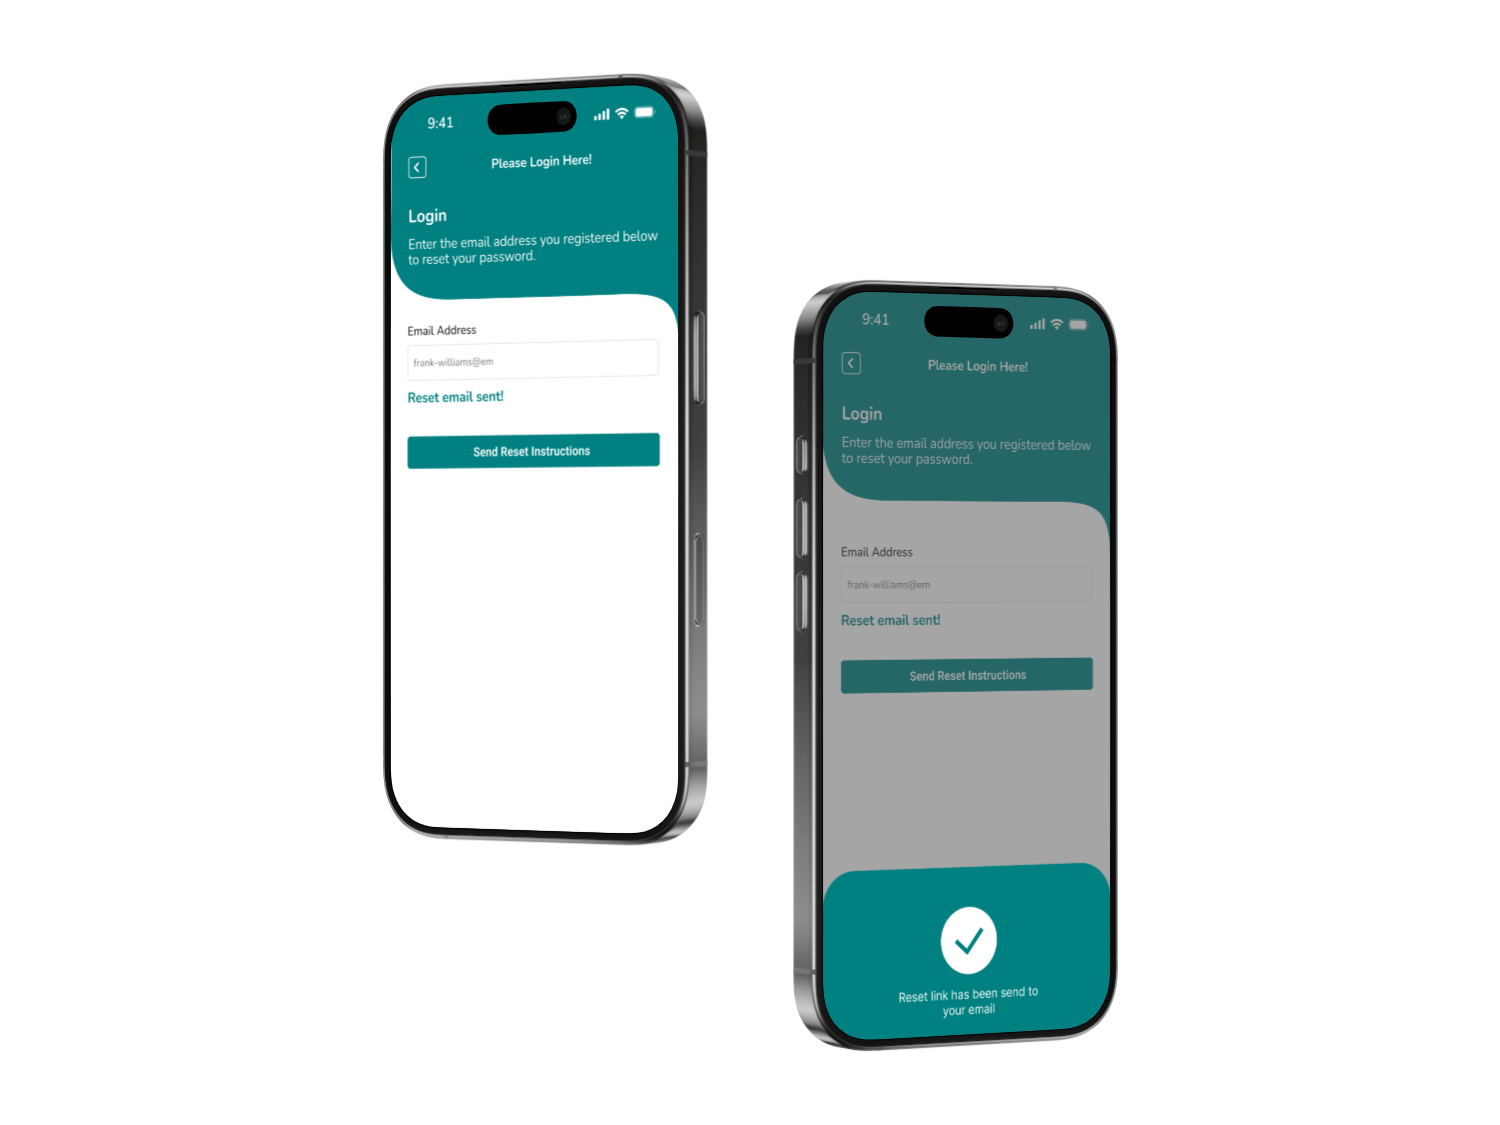 9:41
Please Login Here!
Login
Enter the email address you registered below
to reset your password.
Email Address
frank-williams@em
Reset email sent!
Send Reset Instructions
9:41
Please Login Here!
Login
Enter the email address you registered below
to reset your password.
Email Address
frank-williams@em
Reset email sent!
Send Reset Instructions
Reset link has been send to
your email